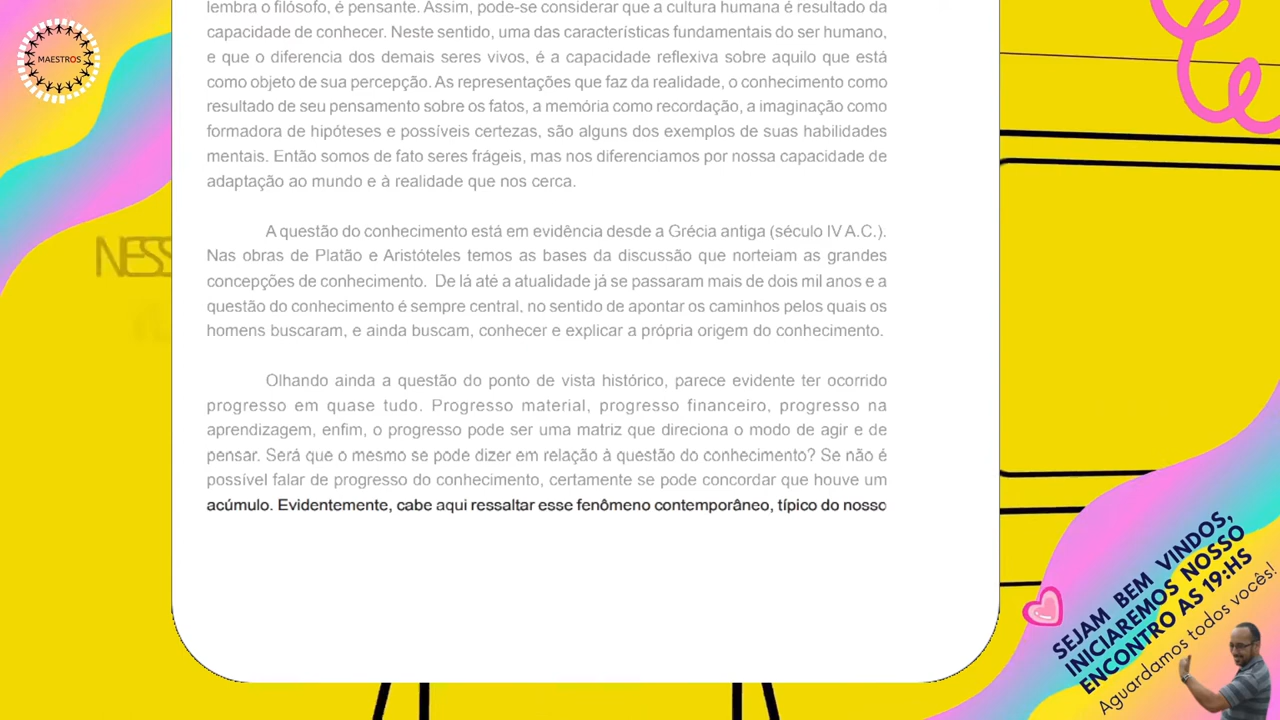 MAESTROS
lembra o filósofo, é pensante. Assim, pode-se considerar que a cultura humana é resultado da
capacidade de conhecer. Neste sentido, uma das características fundamentais do ser humano,
e que o diferencia dos demais seres vivos, é a capacidade reflexiva sobre aquilo que está
como objeto de sua percepção. As representações que faz da realidade, o conhecimento como
resultado de seu pensamento sobre os fatos, a memória como recordação, a imaginação como
formadora de hipóteses e possíveis certezas, são alguns dos exemplos de suas habilidades
mentais. Então somos de fato seres frágeis, mas nos diferenciamos por nossa capacidade de
adaptação ao mundo e à realidade que nos cerca.
A questão do conhecimento está em evidência desde a Grécia antiga (século IV A.C.).
Nas obras de Platão e Aristóteles temos as bases da discussão que norteiam as grandes
concepções de conhecimento. De lá até a atualidade já se passaram mais de dois mil anos e a
questão do conhecimento é sempre central, no sentido de apontar os caminhos pelos quais os
homens buscaram, e ainda buscam, conhecer e explicar a própria origem do conhecimento.
Olhando ainda a questão do ponto de vista histórico, parece evidente ter ocorrido
progresso em quase tudo. Progresso material, progresso financeiro, progresso na
aprendizagem, enfim, o progresso pode ser uma matriz que direciona o modo de agir e de
pensar. Será que o mesmo se pode dizer em relação à questão do conhecimento? Se não é
possível falar de progresso do conhecimento, certamente se pode concordar que houve um
acúmulo. Evidentemente, cabe aqui ressaltar esse fenômeno contemporâneo, típico do nosso
NESS
SEJAM BEM VINDOS,
INICIAREMOS NOSSO
ENCONTRO AS 19:HS
Aguardamos todos vocês!